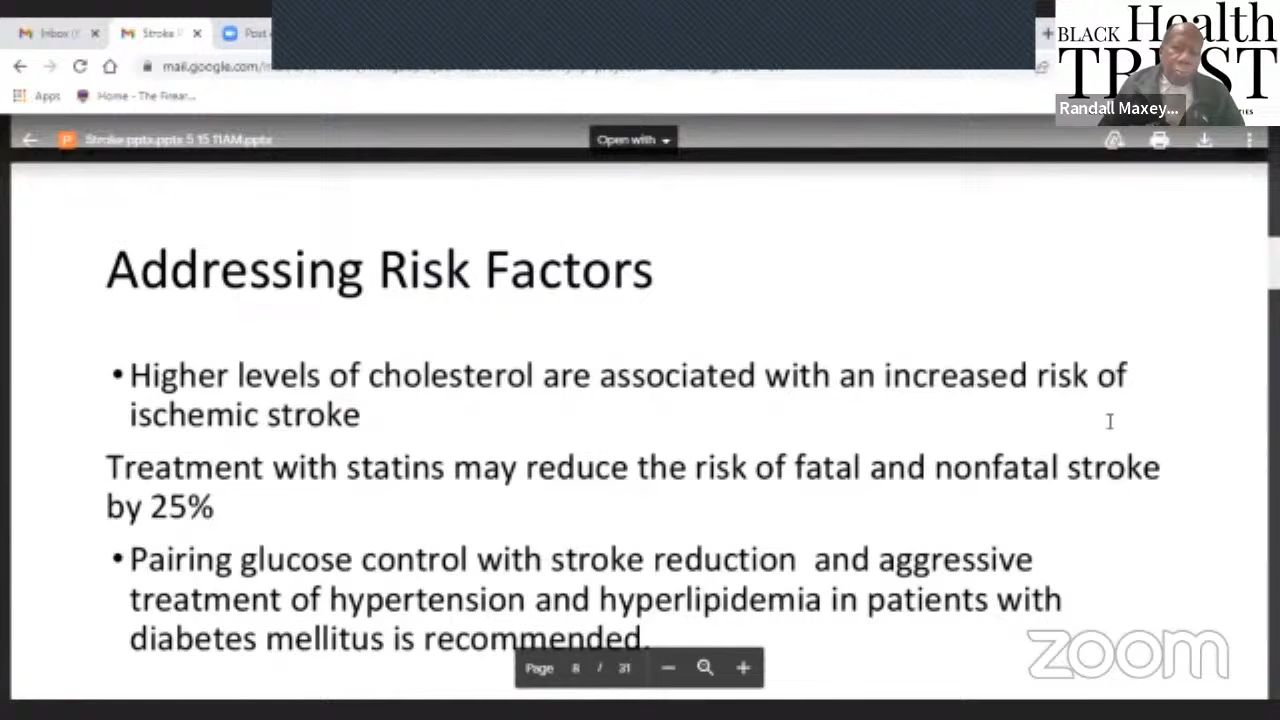 Inbox (
Stroke P
Post
BLACK Health
TRUST
mail.google.com/m
Apps
Home - The Firear...
Randall Maxey...
Stroke pptx.pptx 5 15 11AM.pptx
Open with
Addressing Risk Factors
•Higher levels of cholesterol are associated with an increased risk of
ischemic stroke
Treatment with statins may reduce the risk of fatal and nonfatal stroke
by 25%
•Pairing glucose control with stroke reduction and aggressive
treatment of hypertension and hyperlipidemia in patients with
diabetes mellitus is recommended.
Page 8 / 31
zoom